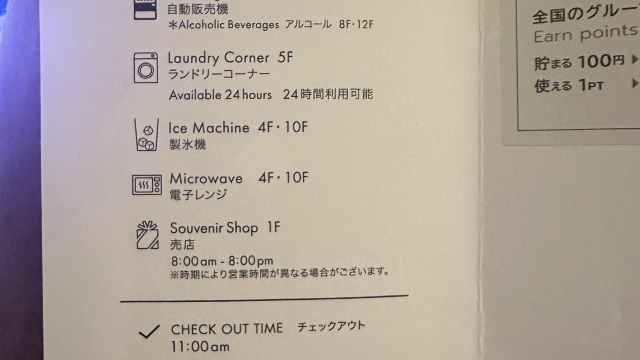 自動販売機
*Alcoholic Beverages アルコール 8F・12F
Laundry Corner 5F
ランドリーコーナー
Available 24 hours 24時間利用可能
Ice Machine 4F・10F
製氷機
Microwave 4F・10F
電子レンジ
Souvenir Shop 1F
売店
8:00am - 8:00pm
※時期により営業時間が異なる場合がございます。
CHECK OUT TIME チェックアウト
11:00am
全国のグルー
Earn points
貯まる 100円
使える 1PT